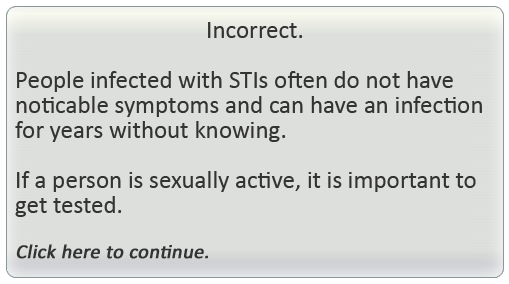 Incorrect.
People infected with STIs often do not have
noticable symptoms and can have an infection
for years without knowing.
If a person is sexually active, it is important to
get tested.
Click here to continue.